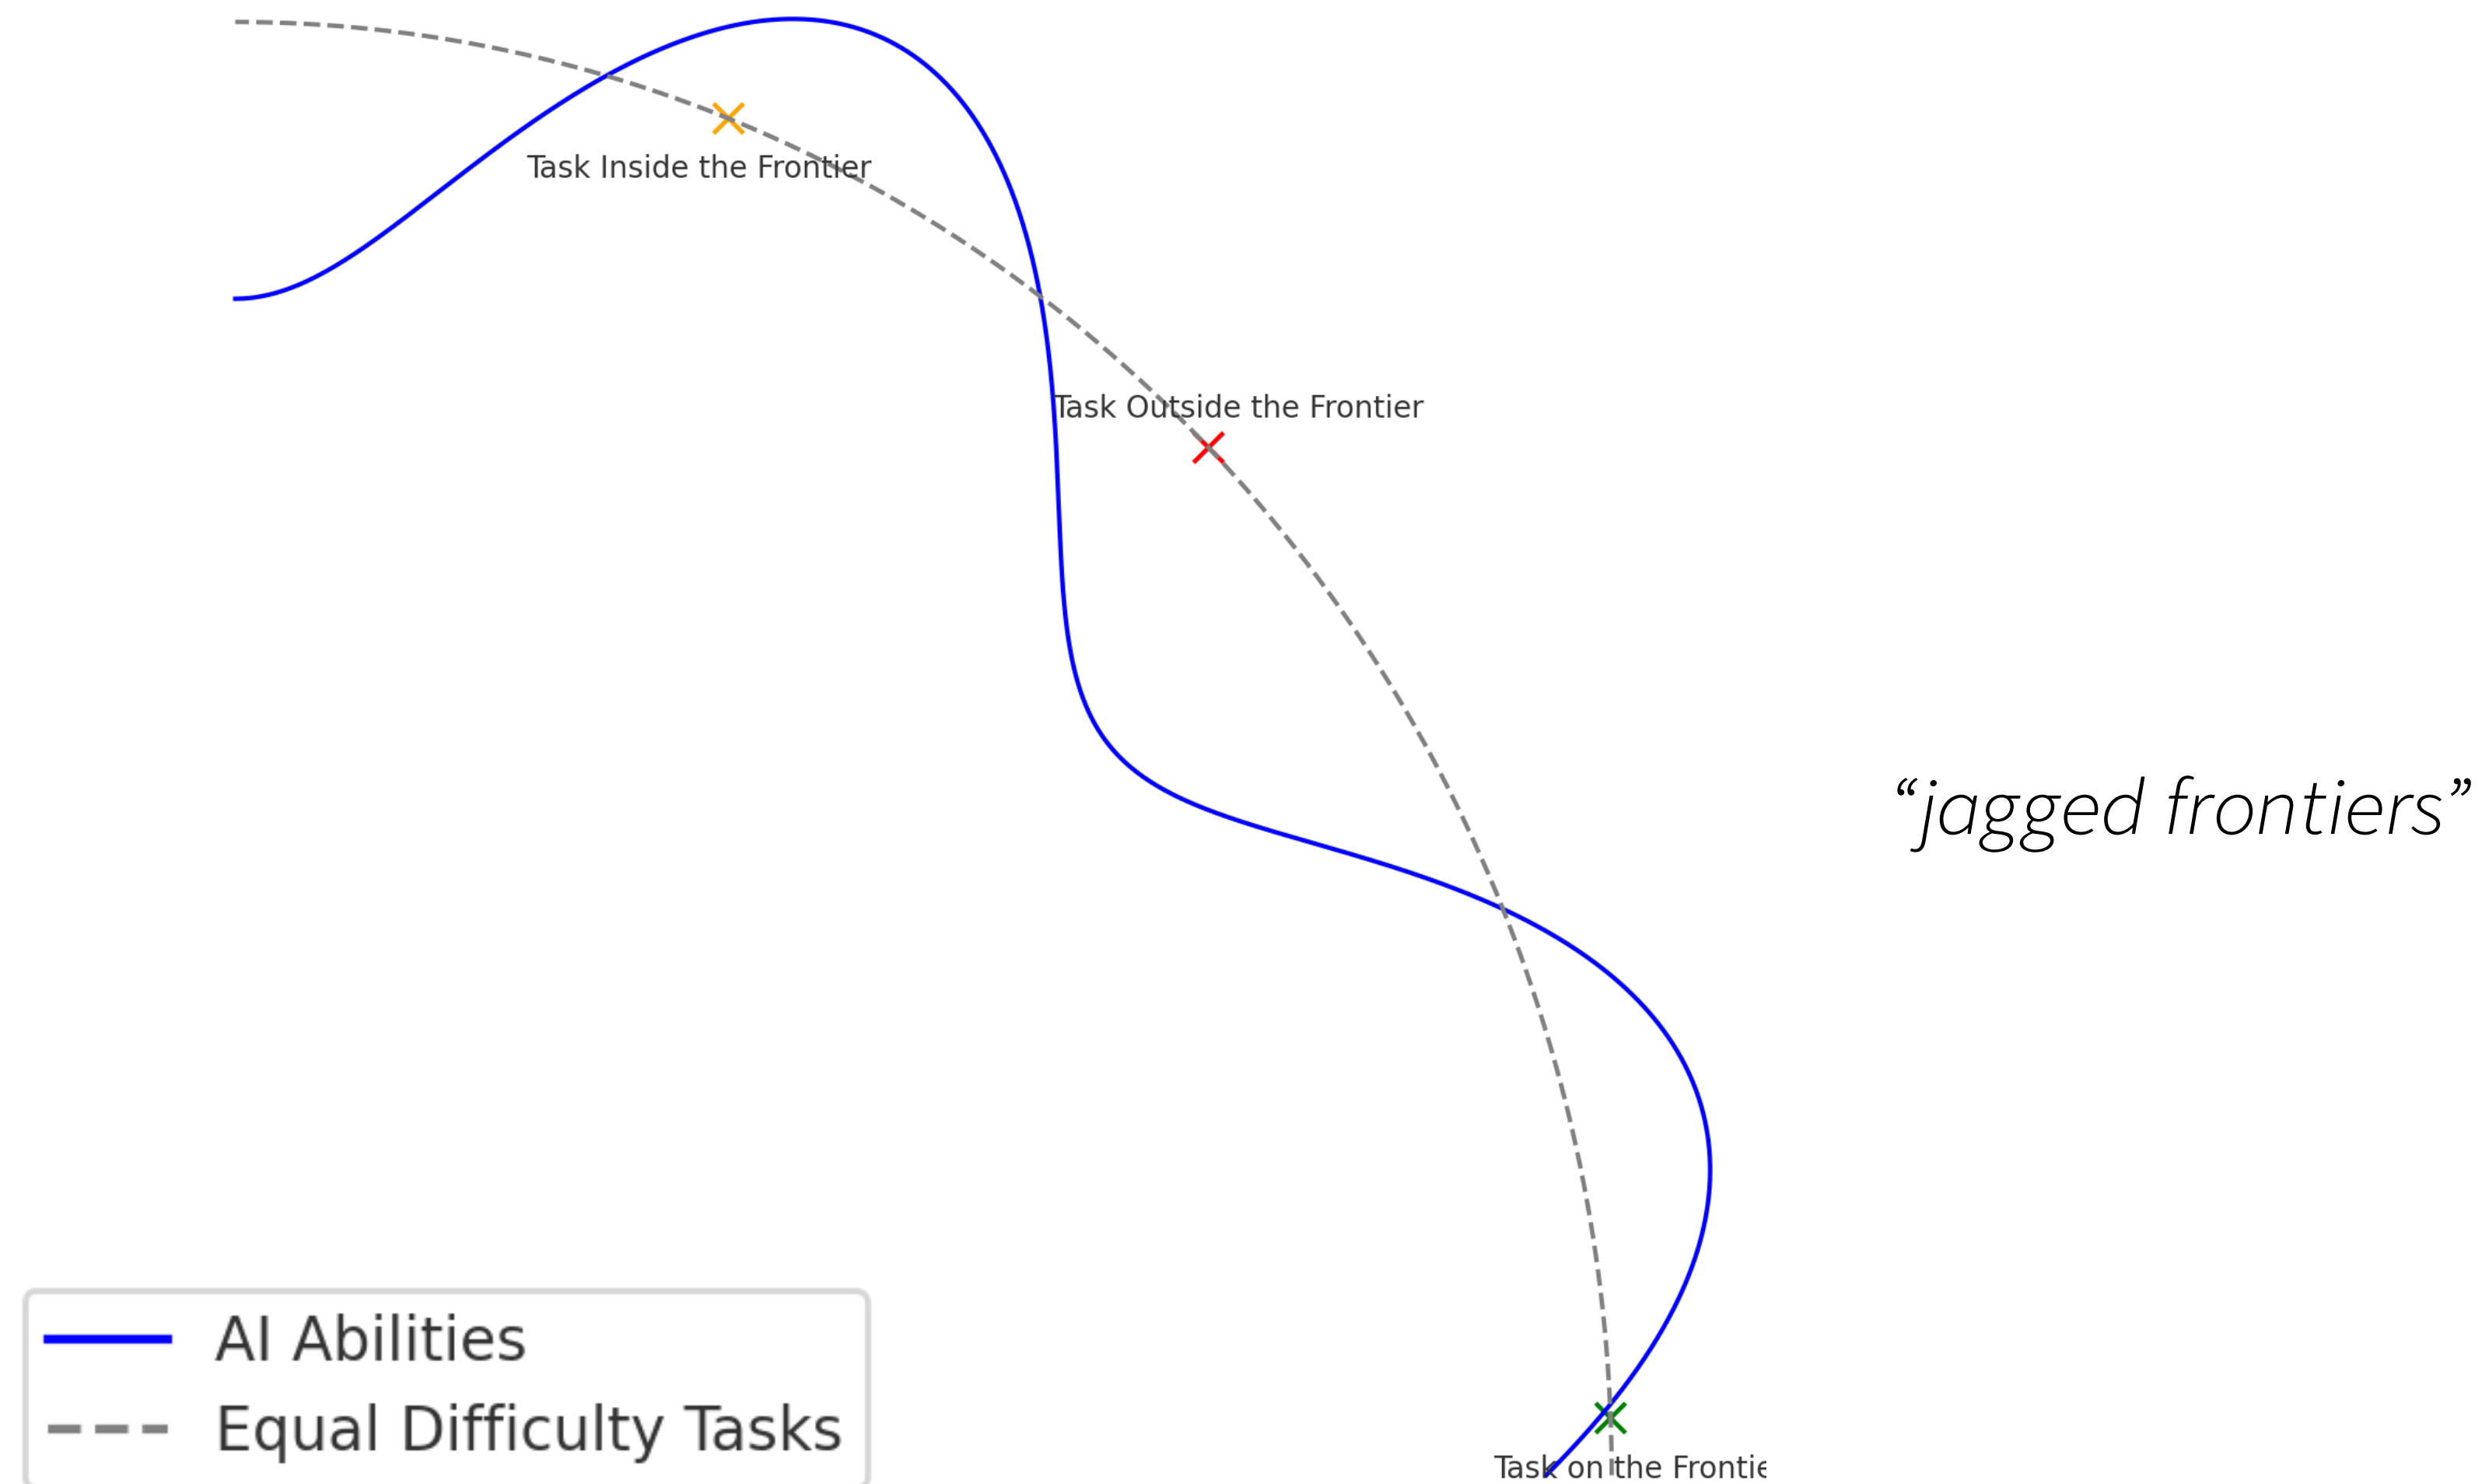 Task Inside the Frontier
Task Outside the Frontier
“jagged frontiers”
AI Abilities
Equal Difficulty Tasks
Task on the Frontie